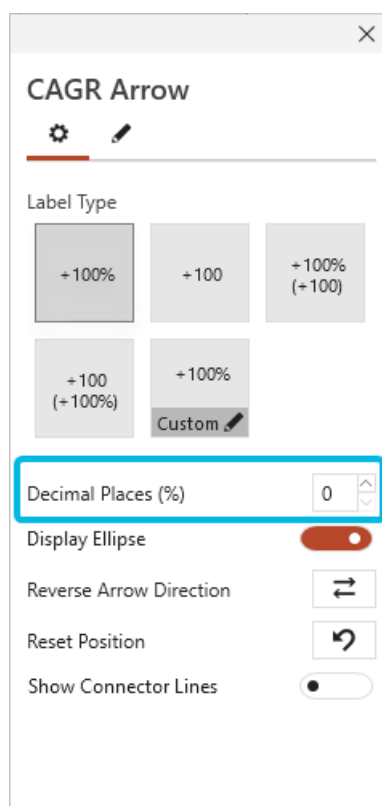 CAGR Arrow
Label Type
+100%
+100
+100%
(+100)
+100
(+100%)
+100%
Custom
Decimal Places (%)
0
Display Ellipse
Reverse Arrow Direction
Reset Position
Show Connector Lines